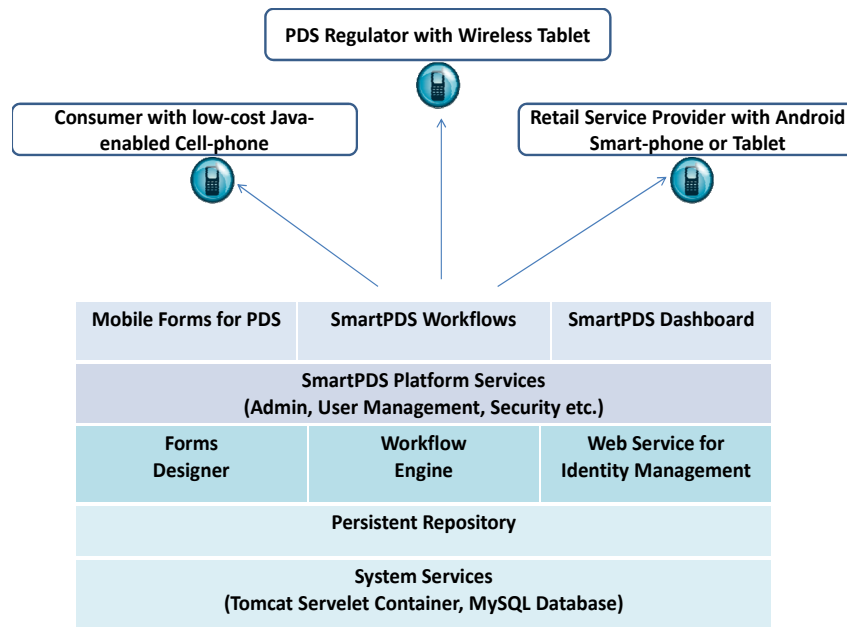 PDS Regulator with Wireless Tablet
Consumer with low-cost Java-
enabled Cell-phone
Retail Service Provider with Android
Smart-phone or Tablet
Mobile Forms for PDS
SmartPDS Workflows
SmartPDS Dashboard
SmartPDS Platform Services
(Admin, User Management, Security etc.)
Forms
Designer
Workflow
Engine
Web Service for
Identity Management
Persistent Repository
System Services
(Tomcat Servelet Container, MySQL Database)